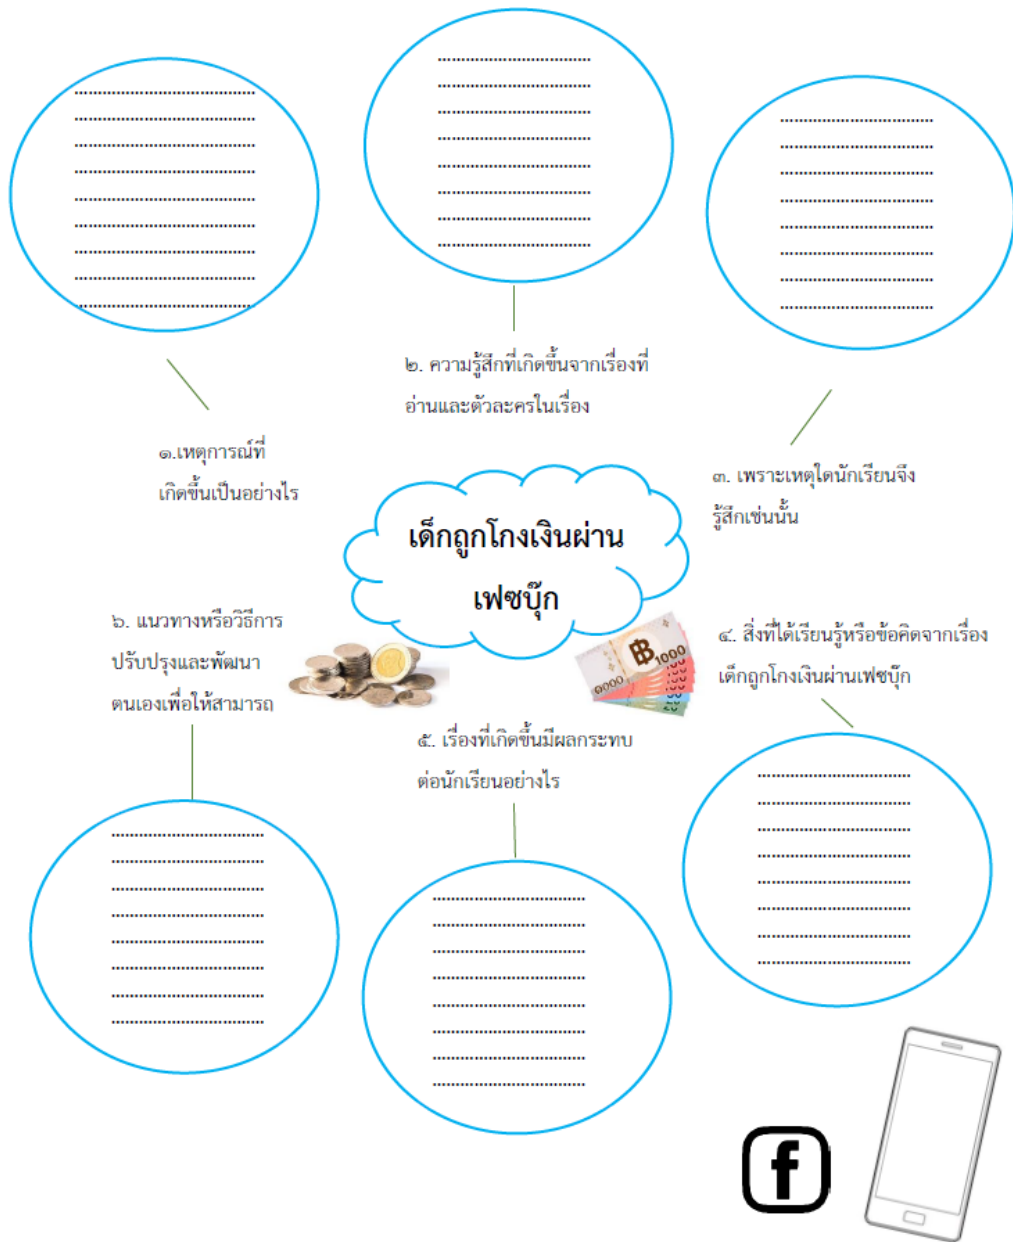 ๒. ความรู้สึกที่เกิดขึ้นจากเรื่องที่
อ่านและตัวละครในเรื่อง
๑.เหตุการณ์ที่
เกิดขึ้นเป็นอย่างไร
๓. เพราะเหตุใดนักเรียนจึง
รู้สึกเช่นนั้น
เด็กถูกโกงเงินผ่าน
เฟซบุ๊ก
๖. แนวทางหรือวิธีการ
ปรับปรุงและพัฒนา
ตนเองเพื่อให้สามารถ
๔. สิ่งที่ได้เรียนรู้หรือข้อคิดจากเรื่อง
เด็กถูกโกงเงินผ่านเฟซบุ๊ก
฿
1000
๑๐๐๐
100
20
๕. เรื่องที่เกิดขึ้นมีผลกระทบ
ต่อนักเรียนอย่างไร
f